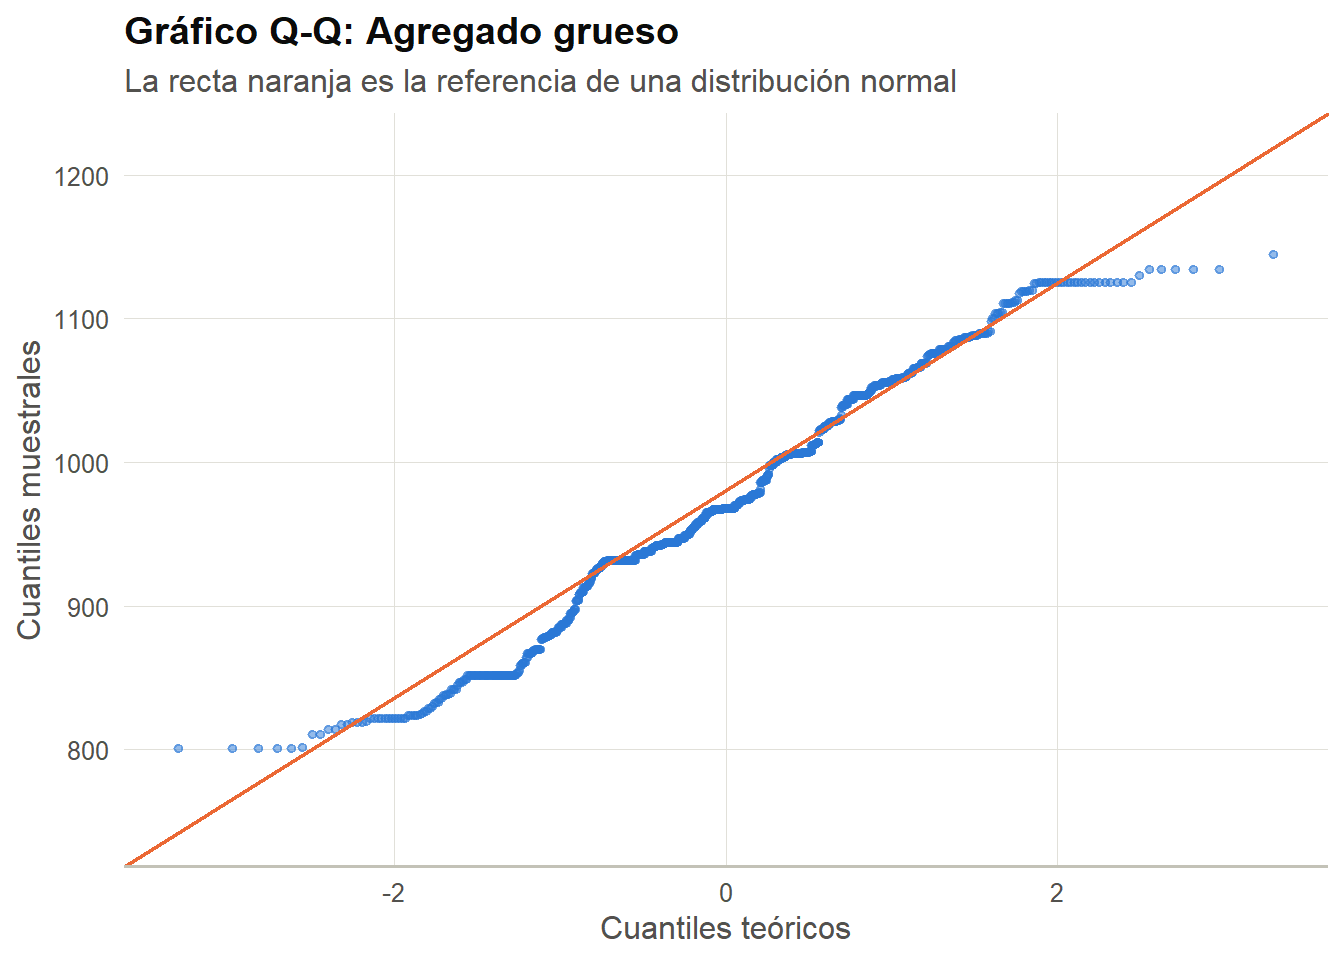 Gráfico Q-Q: Agregado grueso
La recta naranja es la referencia de una distribución normal
Cuantiles muestrales
1200
1100
1000
900
800
-2
0
2
Cuantiles teóricos